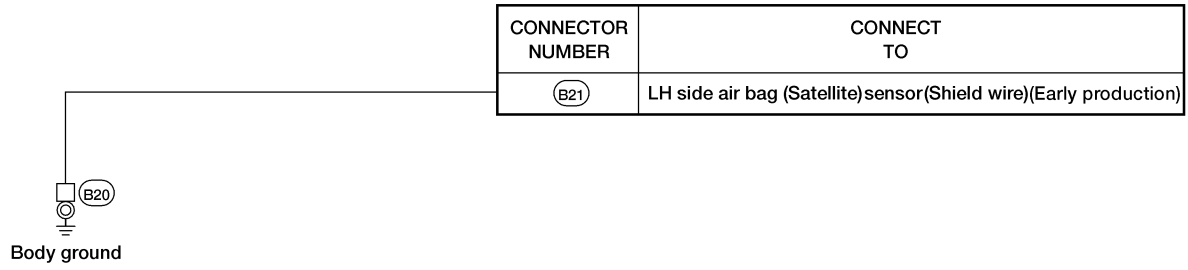 CONNECTOR
NUMBER
CONNECT
TO
B21
LH side air bag (Satellite) sensor(Shield wire)(Early production)
B20
Body ground